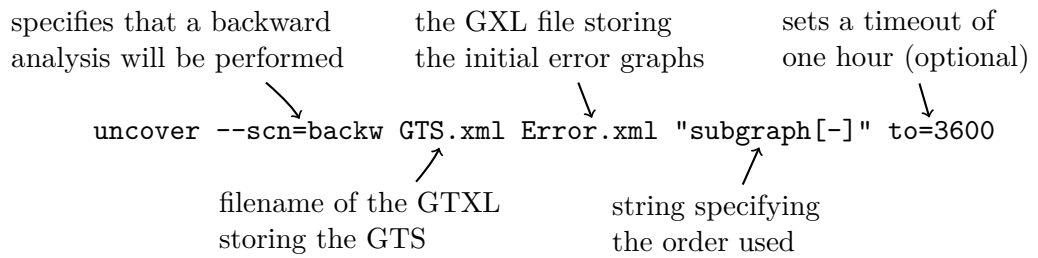 specifies that a backward
analysis will be performed
the GXL file storing
the initial error graphs
sets a timeout of
one hour (optional)
uncover --scn=backw GTS.xml Error.xml "subgraph[-]" to=3600
filename of the GTXL
storing the GTS
string specifying
the order used